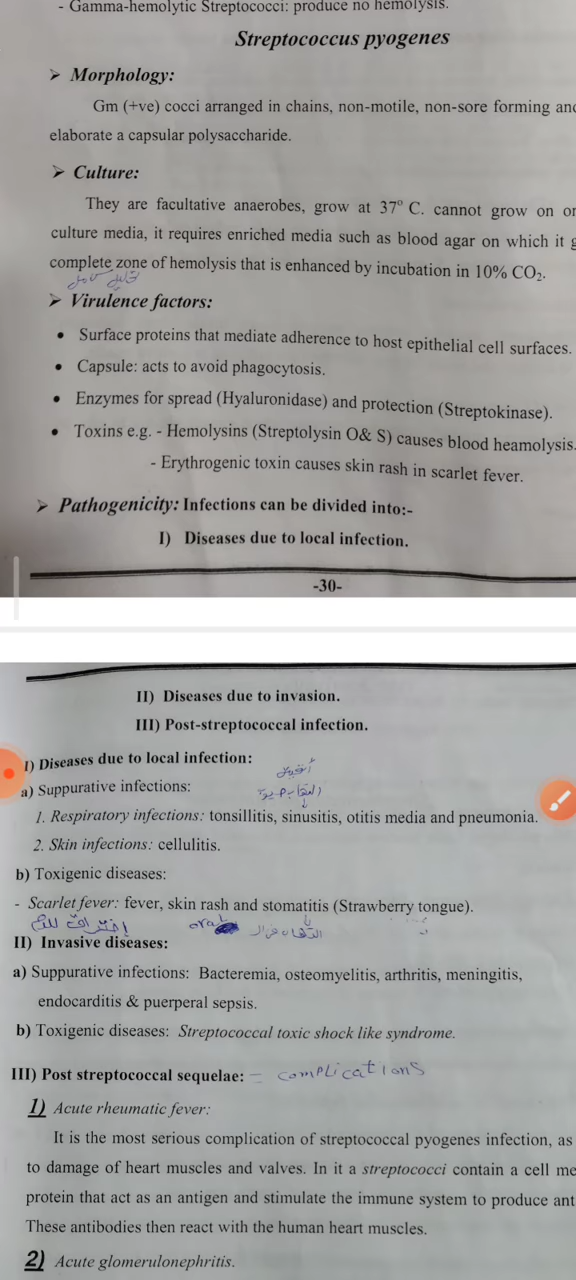 - Gamma-hemolytic Streptococci: produce no hemolysis.
Streptococcus pyogenes
➢ Morphology:
Gm (+ve) cocci arranged in chains, non-motile, non-sore forming and
elaborate a capsular polysaccharide.
➢ Culture:
They are facultative anaerobes, grow at 37° C. cannot grow on or
culture media, it requires enriched media such as blood agar on which it g
complete zone of hemolysis that is enhanced by incubation in 10% CO₂.
➢ Virulence factors:
• Surface proteins that mediate adherence to host epithelial cell surfaces.
• Capsule: acts to avoid phagocytosis.
• Enzymes for spread (Hyaluronidase) and protection (Streptokinase).
• Toxins e.g. - Hemolysins (Streptolysin O& S) causes blood heamolysis.
- Erythrogenic toxin causes skin rash in scarlet fever.
➢ Pathogenicity: Infections can be divided into:-
I) Diseases due to local infection.
-30-
II) Diseases due to invasion.
III) Post-streptococcal infection.
I) Diseases due to local infection:
a) Suppurative infections:
1. Respiratory infections: tonsillitis, sinusitis, otitis media and pneumonia.
2. Skin infections: cellulitis.
b) Toxigenic diseases:
- Scarlet fever: fever, skin rash and stomatitis (Strawberry tongue).
oral
II) Invasive diseases:
a) Suppurative infections: Bacteremia, osteomyelitis, arthritis, meningitis,
endocarditis & puerperal sepsis.
b) Toxigenic diseases: Streptococcal toxic shock like syndrome.
III) Post streptococcal sequelae: = complications
1) Acute rheumatic fever:
It is the most serious complication of streptococcal pyogenes infection, as
to damage of heart muscles and valves. In it a streptococci contain a cell me
protein that act as an antigen and stimulate the immune system to produce ant
These antibodies then react with the human heart muscles.
2) Acute glomerulonephritis.